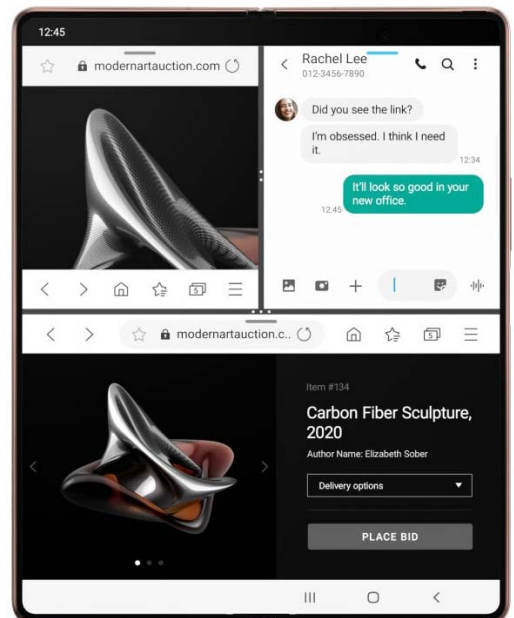 12:45
modernartauction.com
Rachel Lee
012-3456-7890
Did you see the link?
I'm obsessed. I think I need
it.
12:34
It'll look so good in your
new office.
12:45
5
modernartauction.c..
5
Item #134
Carbon Fiber Sculpture,
2020
Author Name: Elizabeth Sober
Delivery options
PLACE BID